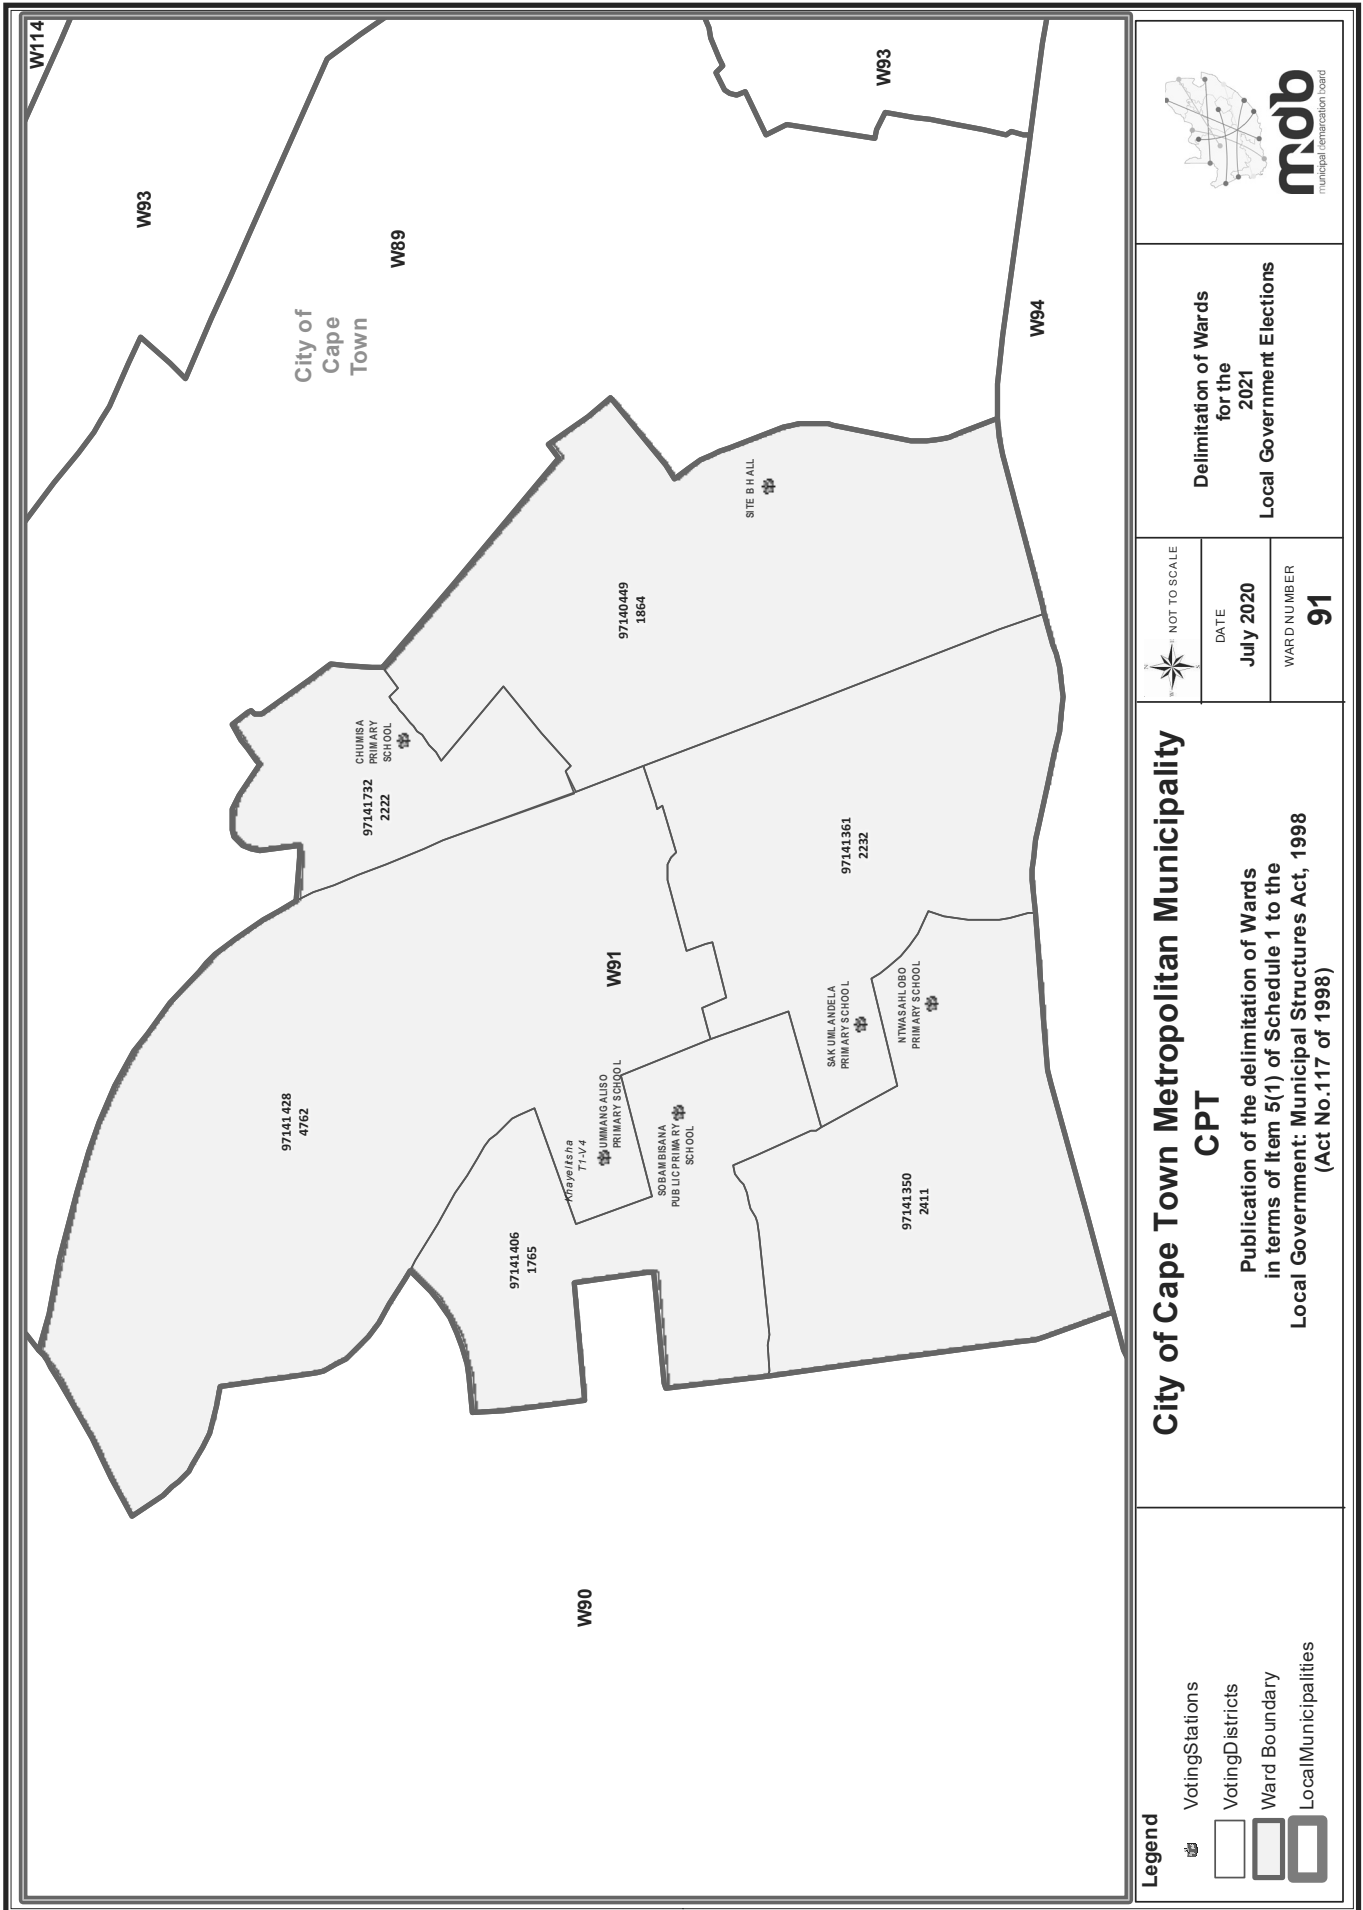 W114
W93
W89
City of
Cape
Town
W93
W94
SITE B HALL
97140449
1864
CHUMISA
PRIMARY
SCHOOL
97141732
2222
97141361
2232
W91
SAKUMLANDELA
PRIMARY SCHOOL
NTWASAHLOBO
PRIMARY SCHOOL
97141428
4762
Khayelitsha
T1-V4
UMMANGALISO
PRIMARY SCHOOL
SOBAMBISANA
PUBLIC PRIMARY
SCHOOL
97141406
1765
97141350
2411
W90
Legend
VotingStations
VotingDistricts
Ward Boundary
LocalMunicipalities
City of Cape Town Metropolitan Municipality
CPT
Publication of the delimitation of Wards
in terms of Item 5(1) of Schedule 1 to the
Local Government: Municipal Structures Act, 1998
(Act No.117 of 1998)
N
W E
S
NOT TO SCALE
DATE
July 2020
WARD NUMBER
91
Delimitation of Wards
for the
2021
Local Government Elections
mdb
municipal demarcation board